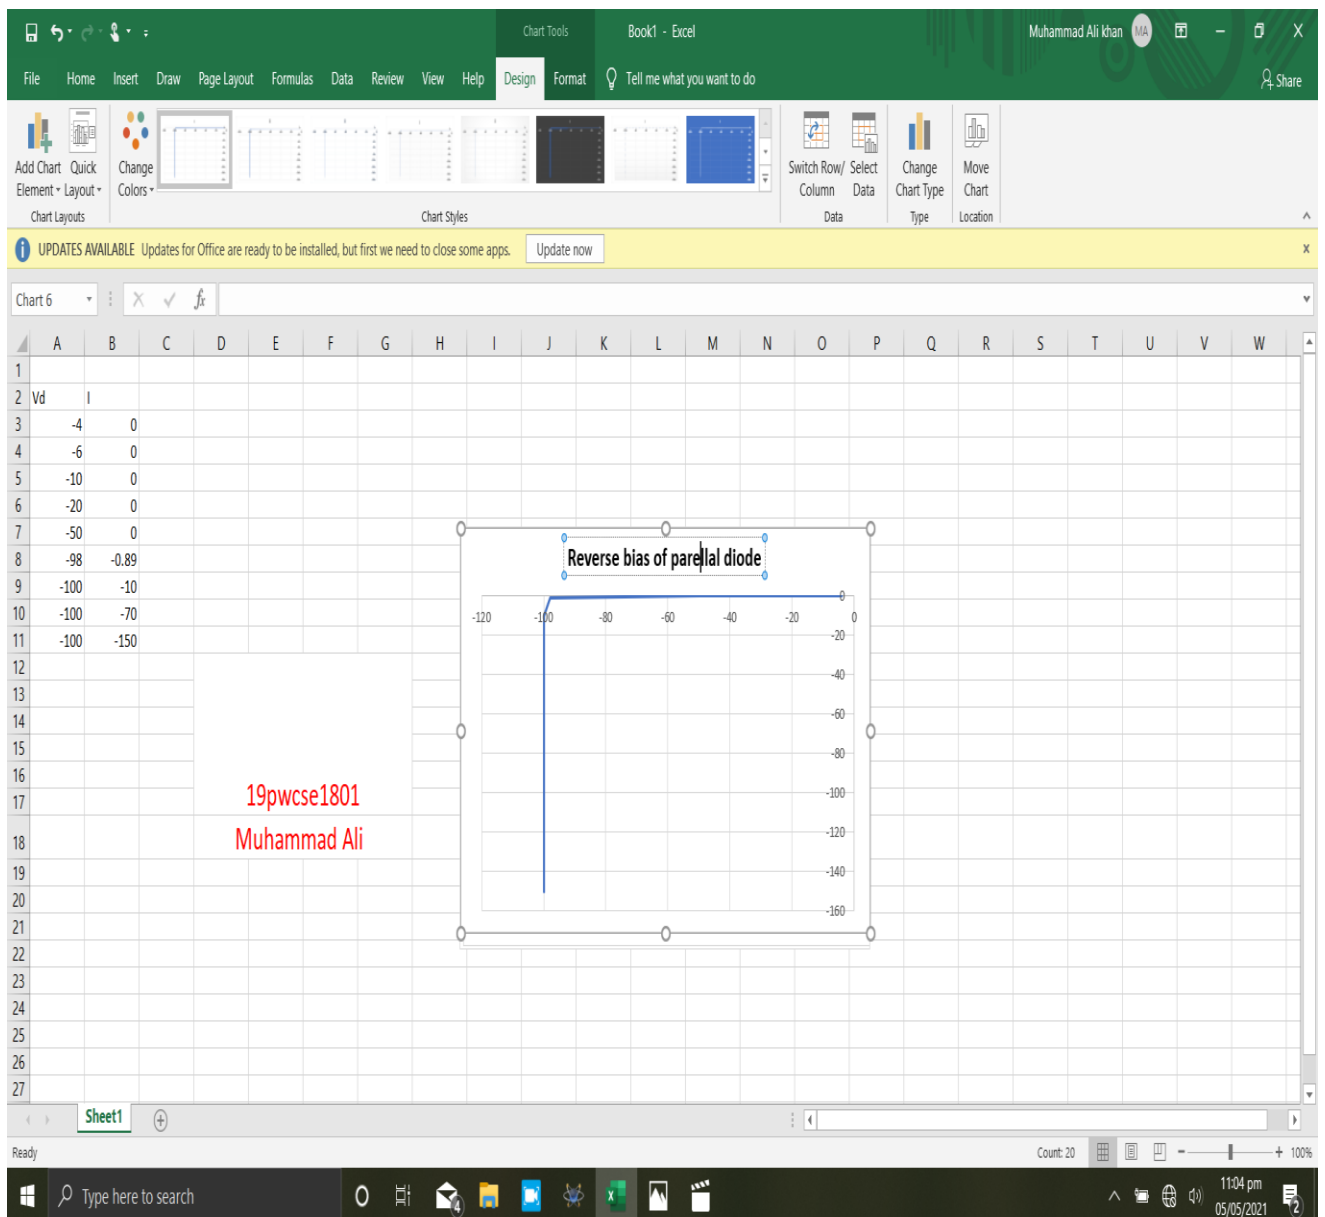 Chart Tools
Book1 - Excel
Muhammad Ali khan
MA
File Home Insert Draw Page Layout Formulas Data Review View Help Design Format Tell me what you want to do Share
Add Chart Element
Quick Layout
Change Colors
Switch Row/ Column
Select Data
Change Chart Type
Move Chart
Chart Layouts Chart Styles Data Type Location
UPDATES AVAILABLE Updates for Office are ready to be installed, but first we need to close some apps. Update now
Chart 6 fx
A B C D E F G H I J K L M N O P Q R S T U V W
1
2 Vd I
3 -4 0
4 -6 0
5 -10 0
6 -20 0
7 -50 0
8 -98 -0.89
9 -100 -10
10 -100 -70
11 -100 -150
12
13
14
15
16
17
18
19
20
21
22
23
24
25
26
27
Reverse bias of parellal diode
0
-120 -100 -80 -60 -40 -20 0
-20
-40
-60
-80
-100
-120
-140
-160
19pwcse1801
Muhammad Ali
Sheet1
Ready Count: 20 100%
Type here to search
4
11:04 pm
05/05/2021
2